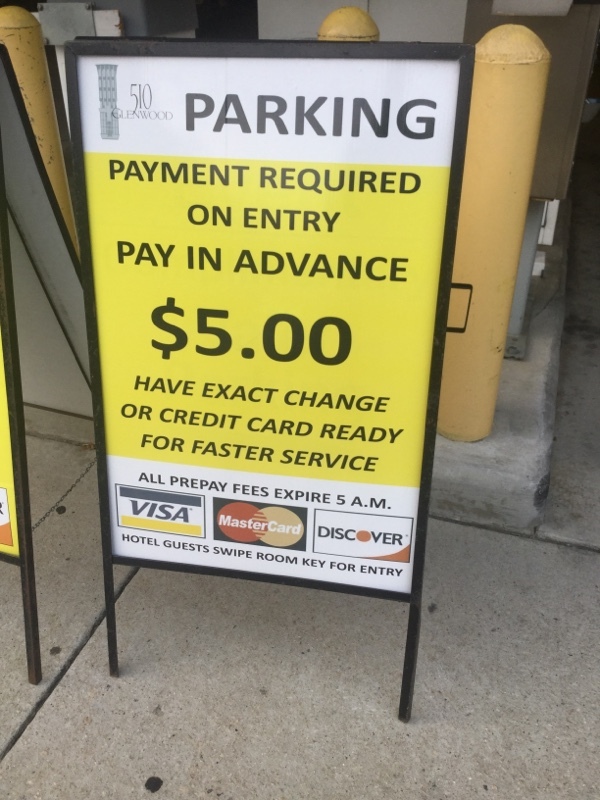 510
GLENWOOD
PARKING
PAYMENT REQUIRED
ON ENTRY
PAY IN ADVANCE
$5.00
HAVE EXACT CHANGE
OR CREDIT CARD READY
FOR FASTER SERVICE
ALL PREPAY FEES EXPIRE 5 A.M.
VISA MasterCard DISCOVER
HOTEL GUESTS SWIPE ROOM KEY FOR ENTRY